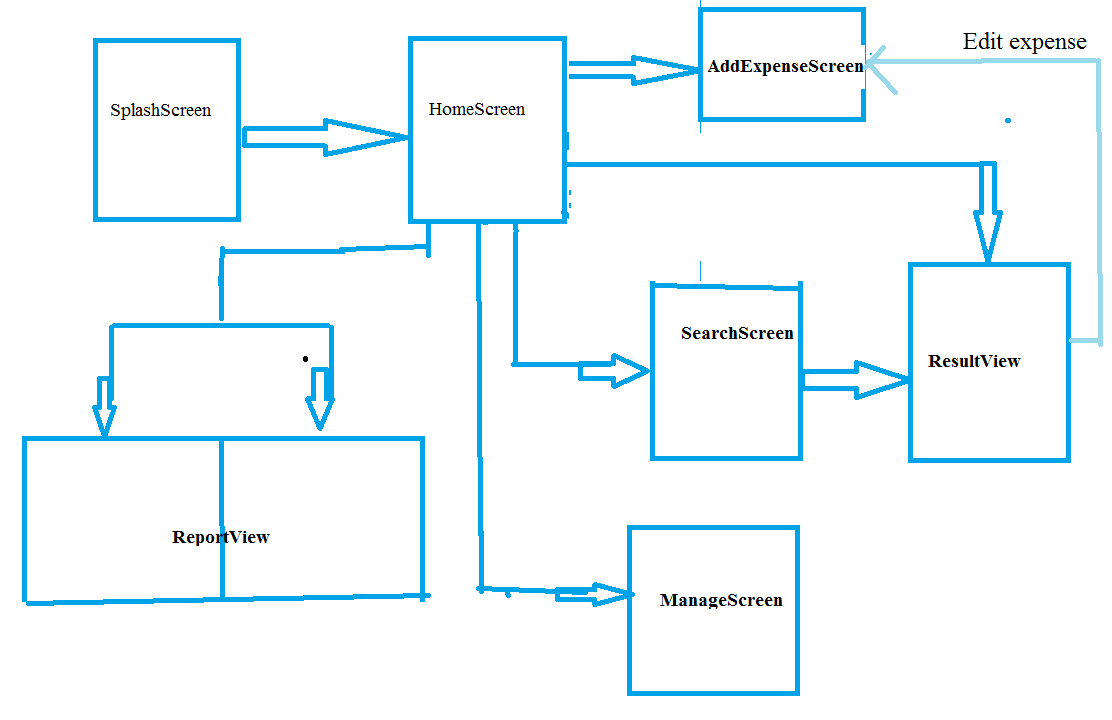 Edit expense
AddExpenseScreen
SplashScreen
HomeScreen
SearchScreen
ResultView
ReportView
ManageScreen